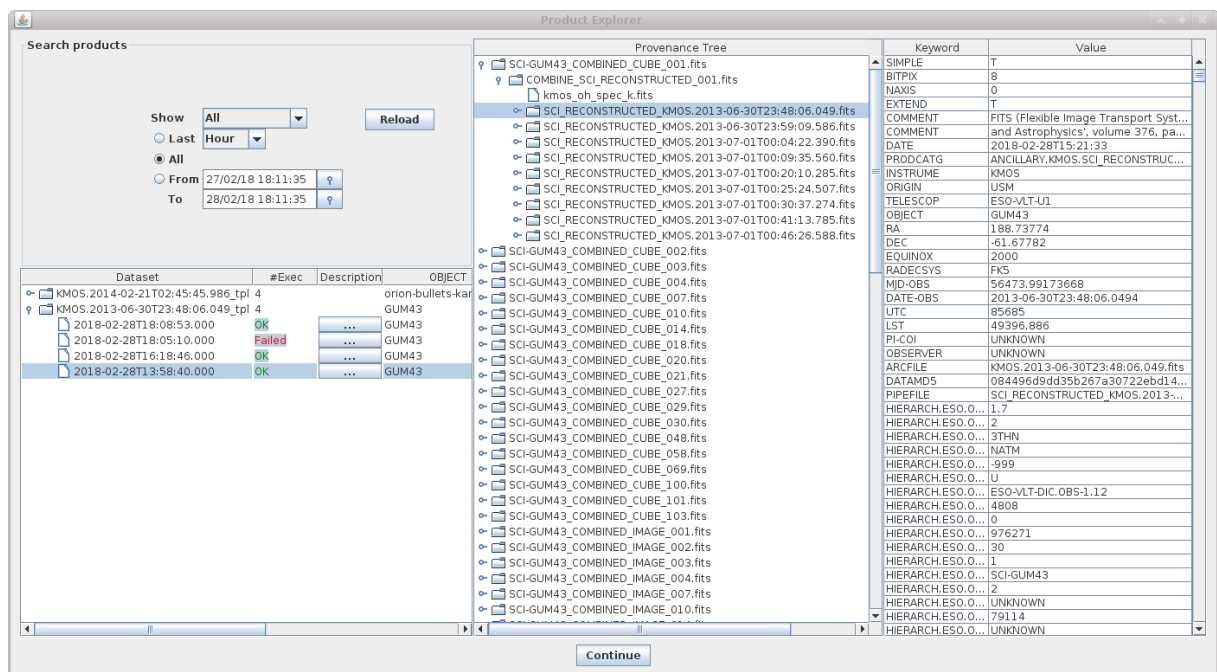 Product Explorer
Search products
Show All Reload
Last Hour
All
From 27/02/18 18:11:35
To 28/02/18 18:11:35
Dataset #Exec Description OBJECT
KMOS.2014-02-21T02:45:45.986_tpl 4 orion-bullets-kar
KMOS.2013-06-30T23:48:06.049_tpl 4 GUM43
2018-02-28T18:08:53.000 OK ... GUM43
2018-02-28T18:05:10.000 Failed ... GUM43
2018-02-28T16:18:46.000 OK ... GUM43
2018-02-28T13:58:40.000 OK ... GUM43
Provenance Tree
SCI-GUM43_COMBINED_CUBE_001.fits
COMBINE_SCI_RECONSTRUCTED_001.fits
kmos_oh_spec_k.fits
SCI_RECONSTRUCTED_KMOS.2013-06-30T23:48:06.049.fits
SCI_RECONSTRUCTED_KMOS.2013-06-30T23:59:09.586.fits
SCI_RECONSTRUCTED_KMOS.2013-07-01T00:04:22.390.fits
SCI_RECONSTRUCTED_KMOS.2013-07-01T00:09:35.560.fits
SCI_RECONSTRUCTED_KMOS.2013-07-01T00:20:10.285.fits
SCI_RECONSTRUCTED_KMOS.2013-07-01T00:25:24.507.fits
SCI_RECONSTRUCTED_KMOS.2013-07-01T00:30:37.274.fits
SCI_RECONSTRUCTED_KMOS.2013-07-01T00:41:13.785.fits
SCI_RECONSTRUCTED_KMOS.2013-07-01T00:46:26.588.fits
SCI-GUM43_COMBINED_CUBE_002.fits
SCI-GUM43_COMBINED_CUBE_003.fits
SCI-GUM43_COMBINED_CUBE_004.fits
SCI-GUM43_COMBINED_CUBE_007.fits
SCI-GUM43_COMBINED_CUBE_010.fits
SCI-GUM43_COMBINED_CUBE_014.fits
SCI-GUM43_COMBINED_CUBE_018.fits
SCI-GUM43_COMBINED_CUBE_020.fits
SCI-GUM43_COMBINED_CUBE_021.fits
SCI-GUM43_COMBINED_CUBE_027.fits
SCI-GUM43_COMBINED_CUBE_029.fits
SCI-GUM43_COMBINED_CUBE_030.fits
SCI-GUM43_COMBINED_CUBE_048.fits
SCI-GUM43_COMBINED_CUBE_058.fits
SCI-GUM43_COMBINED_CUBE_069.fits
SCI-GUM43_COMBINED_CUBE_100.fits
SCI-GUM43_COMBINED_CUBE_101.fits
SCI-GUM43_COMBINED_CUBE_103.fits
SCI-GUM43_COMBINED_IMAGE_001.fits
SCI-GUM43_COMBINED_IMAGE_002.fits
SCI-GUM43_COMBINED_IMAGE_003.fits
SCI-GUM43_COMBINED_IMAGE_004.fits
SCI-GUM43_COMBINED_IMAGE_007.fits
SCI-GUM43_COMBINED_IMAGE_010.fits
Keyword Value
SIMPLE T
BITPIX 8
NAXIS 0
EXTEND T
COMMENT FITS (Flexible Image Transport Syst...
COMMENT and Astrophysics', volume 376, pa...
DATE 2018-02-28T15:21:33
PRODCATG ANCILLARY.KMOS.SCI_RECONSTRUC...
INSTRUME KMOS
ORIGIN USM
TELESCOP ESO-VLT-U1
OBJECT GUM43
RA 188.73774
DEC -61.67782
EQUINOX 2000
RADECSYS FK5
MJD-OBS 56473.99173668
DATE-OBS 2013-06-30T23:48:06.0494
UTC 85685
LST 49396.886
PI-COI UNKNOWN
OBSERVER UNKNOWN
ARCFILE KMOS.2013-06-30T23:48:06.049.fits
DATAMD5 084496d9dd35b267a30722ebd14...
PIPEFILE SCI_RECONSTRUCTED_KMOS.2013-...
HIERARCH.ESO.O... 1.7
HIERARCH.ESO.O... 2
HIERARCH.ESO.O... 3THN
HIERARCH.ESO.O... NATM
HIERARCH.ESO.O... -999
HIERARCH.ESO.O... U
HIERARCH.ESO.O... ESO-VLT-DIC.OBS-1.12
HIERARCH.ESO.O... 4808
HIERARCH.ESO.O... 0
HIERARCH.ESO.O... 976271
HIERARCH.ESO.O... 30
HIERARCH.ESO.O... 1
HIERARCH.ESO.O... SCI-GUM43
HIERARCH.ESO.O... 2
HIERARCH.ESO.O... UNKNOWN
HIERARCH.ESO.O... 79114
HIERARCH.ESO.O... UNKNOWN
Continue